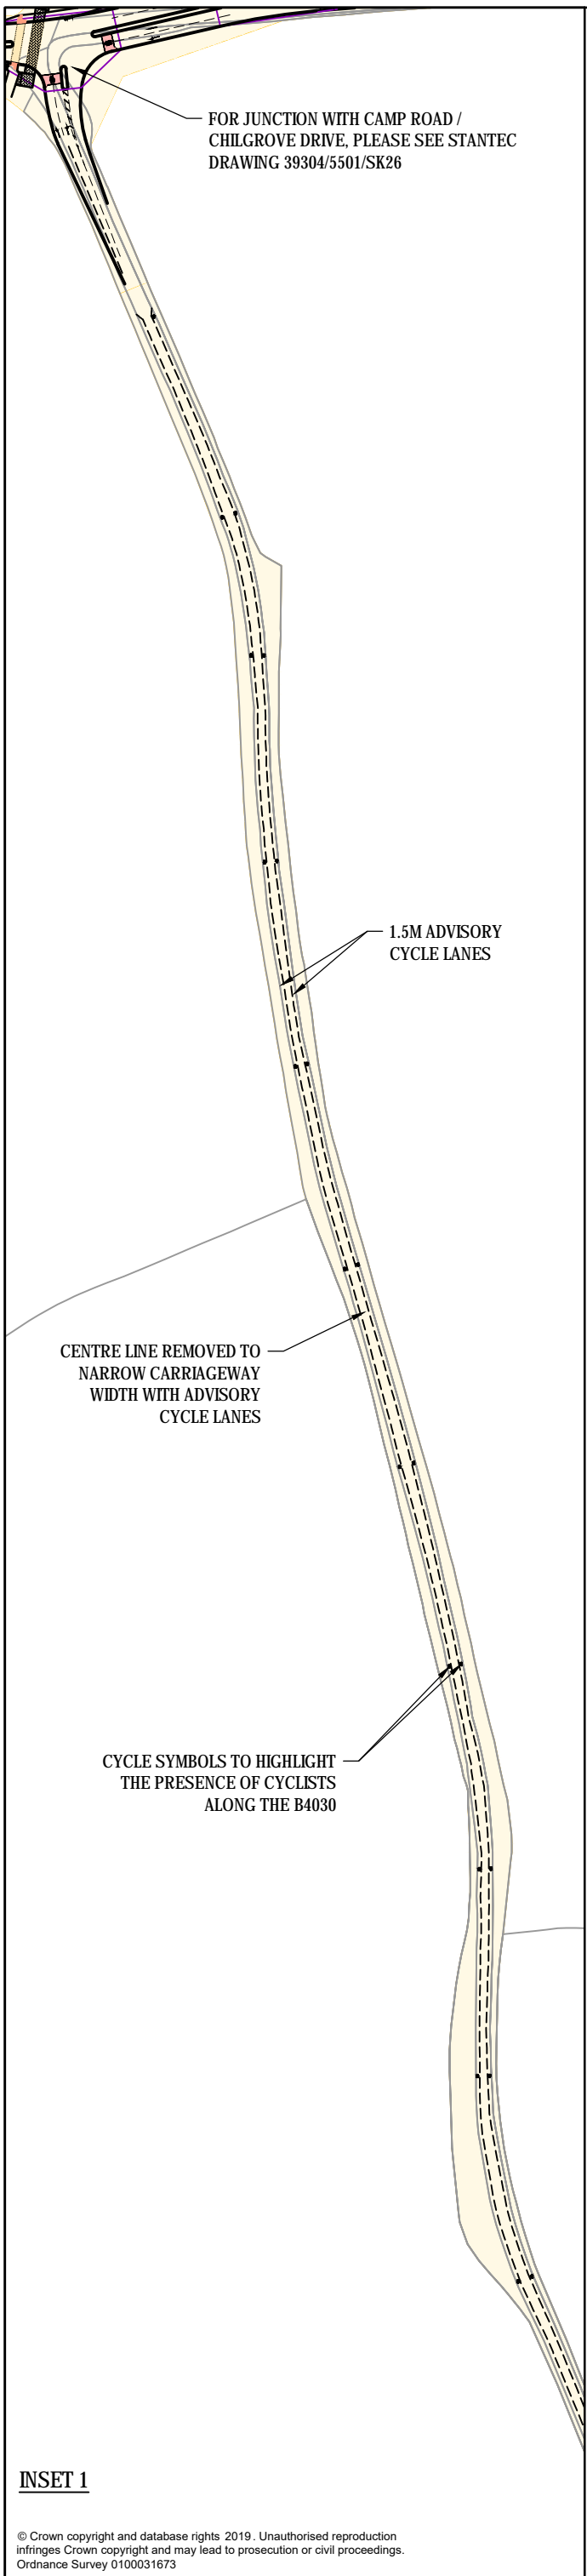 FOR JUNCTION WITH CAMP ROAD /
CHILGROVE DRIVE, PLEASE SEE STANTEC
DRAWING 39304/5501/SK26
1.5M ADVISORY
CYCLE LANES
CENTRE LINE REMOVED TO
NARROW CARRIAGEWAY
WIDTH WITH ADVISORY
CYCLE LANES
CYCLE SYMBOLS TO HIGHLIGHT
THE PRESENCE OF CYCLISTS
ALONG THE B4030
INSET 1
© Crown copyright and database rights 2019. Unauthorised reproduction
infringes Crown copyright and may lead to prosecution or civil proceedings.
Ordnance Survey 0100031673